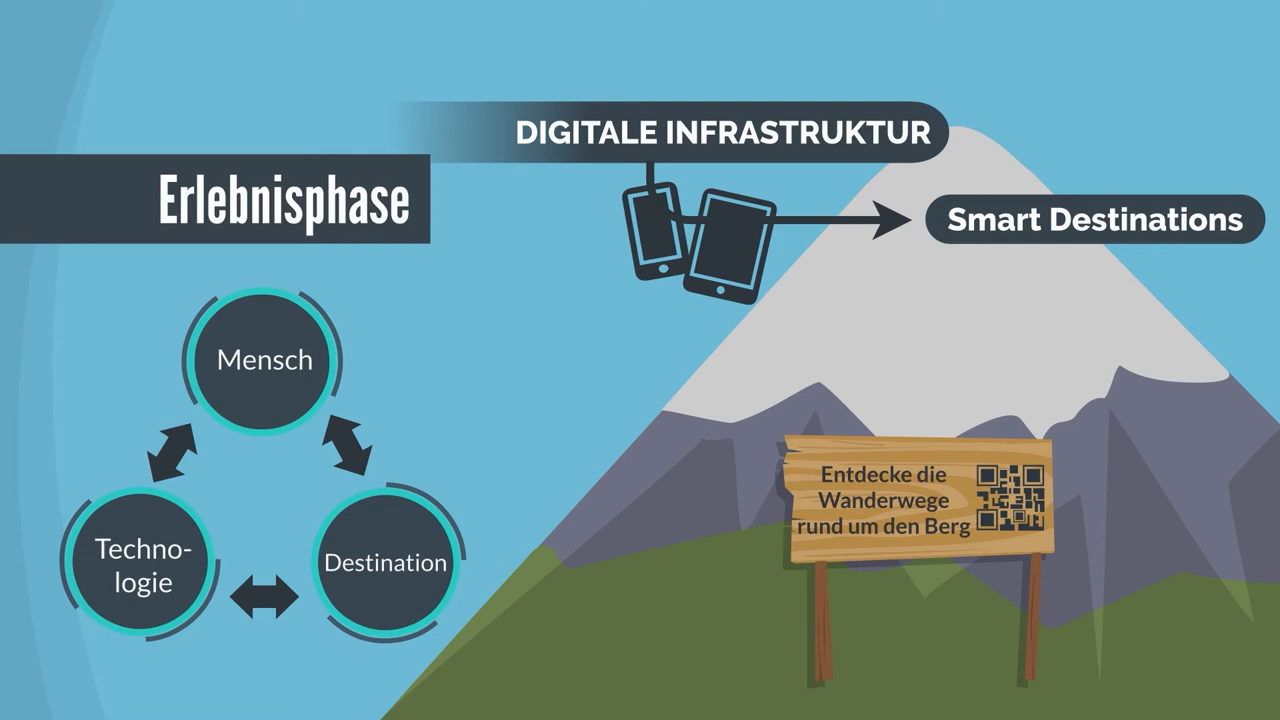 DIGITALE INFRASTRUKTUR
Erlebnisphase
Smart Destinations
Mensch
Techno-
logie
Destination
Entdecke die
Wanderwege
rund um den Berg